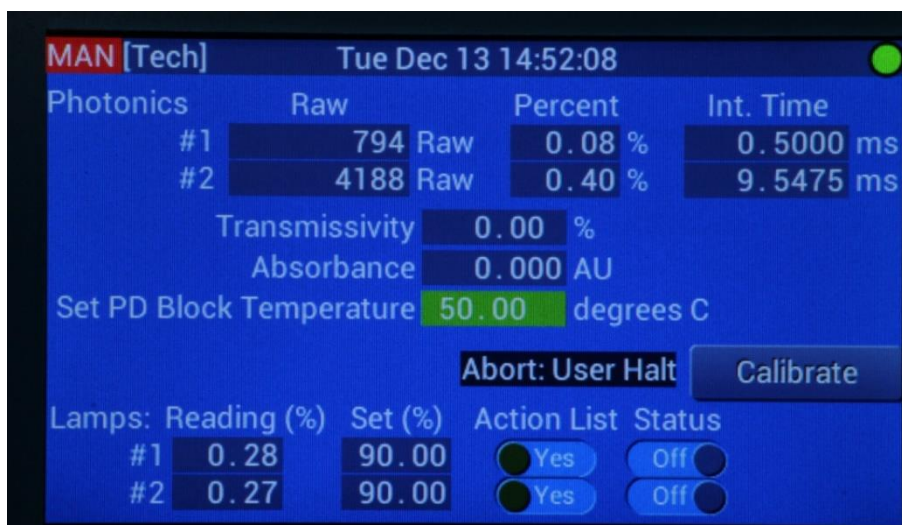 MAN [Tech] Tue Dec 13 14:52:08
Photonics Raw Percent Int. Time
#1 794 Raw 0.08 % 0.5000 ms
#2 4188 Raw 0.40 % 9.5475 ms
Transmissivity 0.00 %
Absorbance 0.000 AU
Set PD Block Temperature 50.00 degrees C
Abort: User Halt Calibrate
Lamps: Reading (%) Set (%) Action List Status
#1 0.28 90.00 Yes Off
#2 0.27 90.00 Yes Off